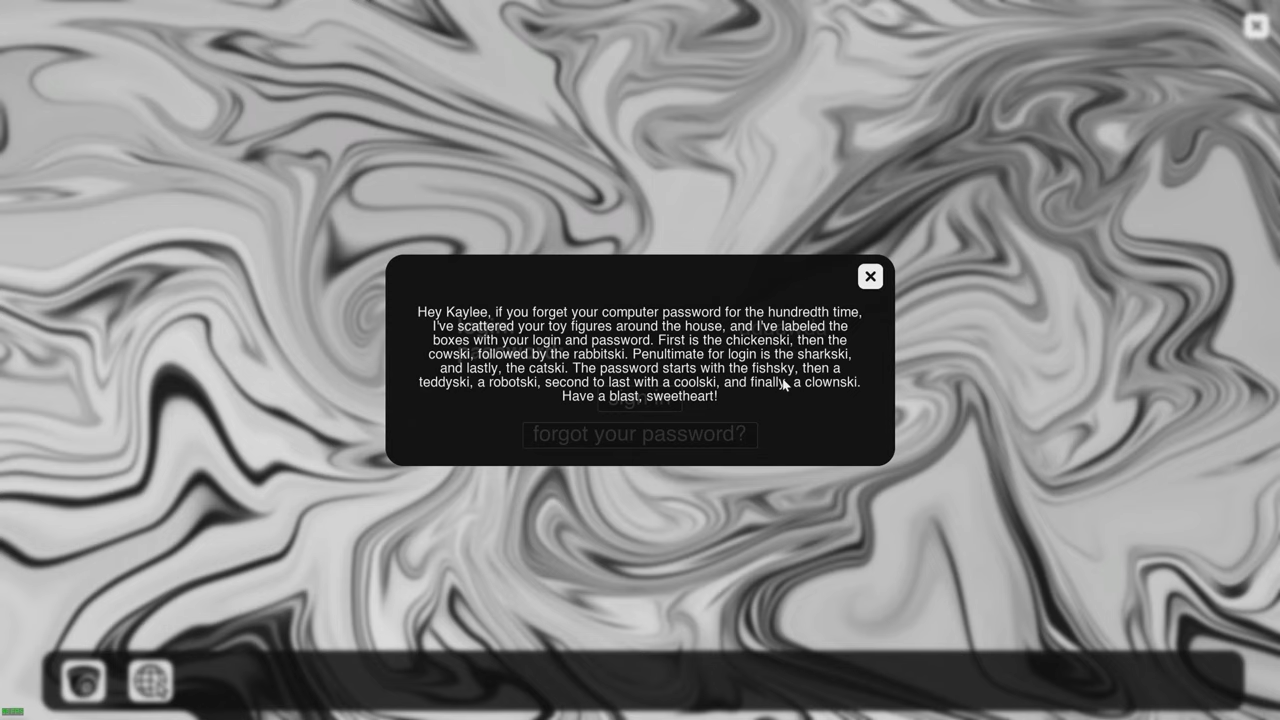 Hey Kaylee, if you forget your computer password for the hundredth time,
I've scattered your toy figures around the house, and I've labeled the
boxes with your login and password. First is the chickenski, then the
cowski, followed by the rabbitski. Penultimate for login is the sharkski,
and lastly, the catski. The password starts with the fishsky, then a
teddyski, a robotski, second to last with a coolski, and finally, a clownski.
Have a blast, sweetheart!
forgot your password?